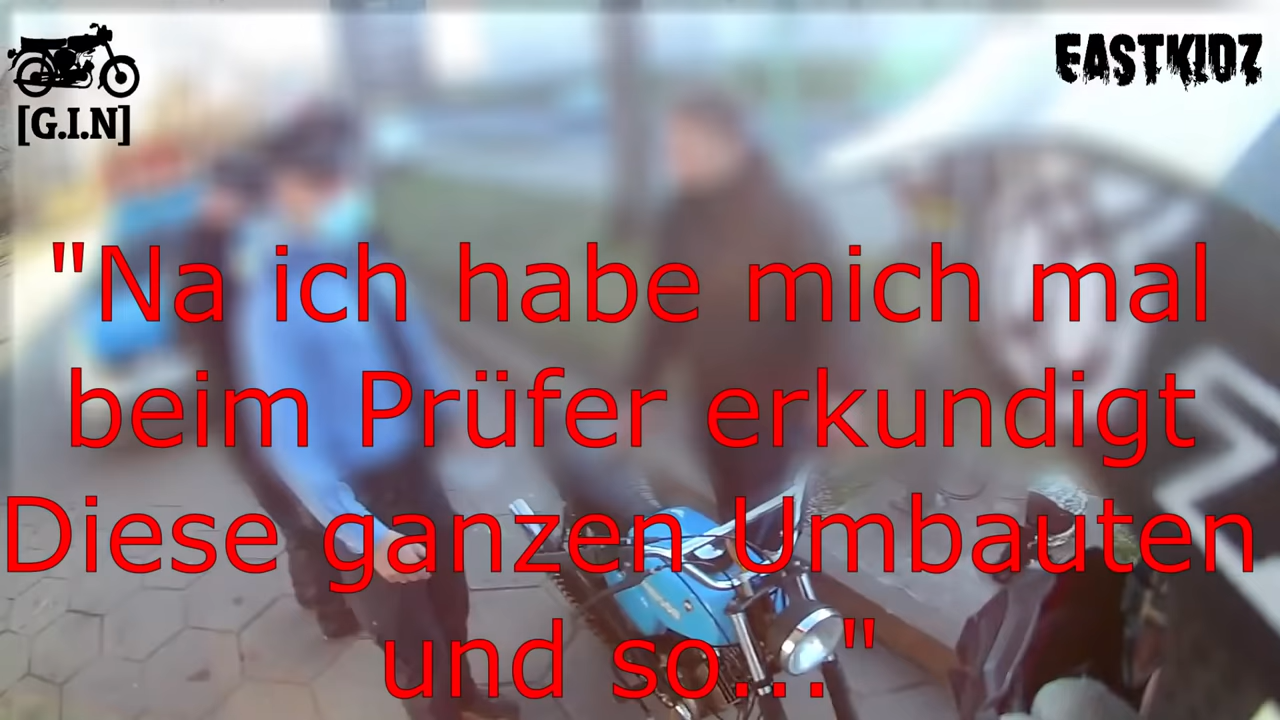 [G.I.N]
EASTKIDZ
"Na ich habe mich mal
beim Prüfer erkundigt
Diese ganzen Umbauten
und so..."